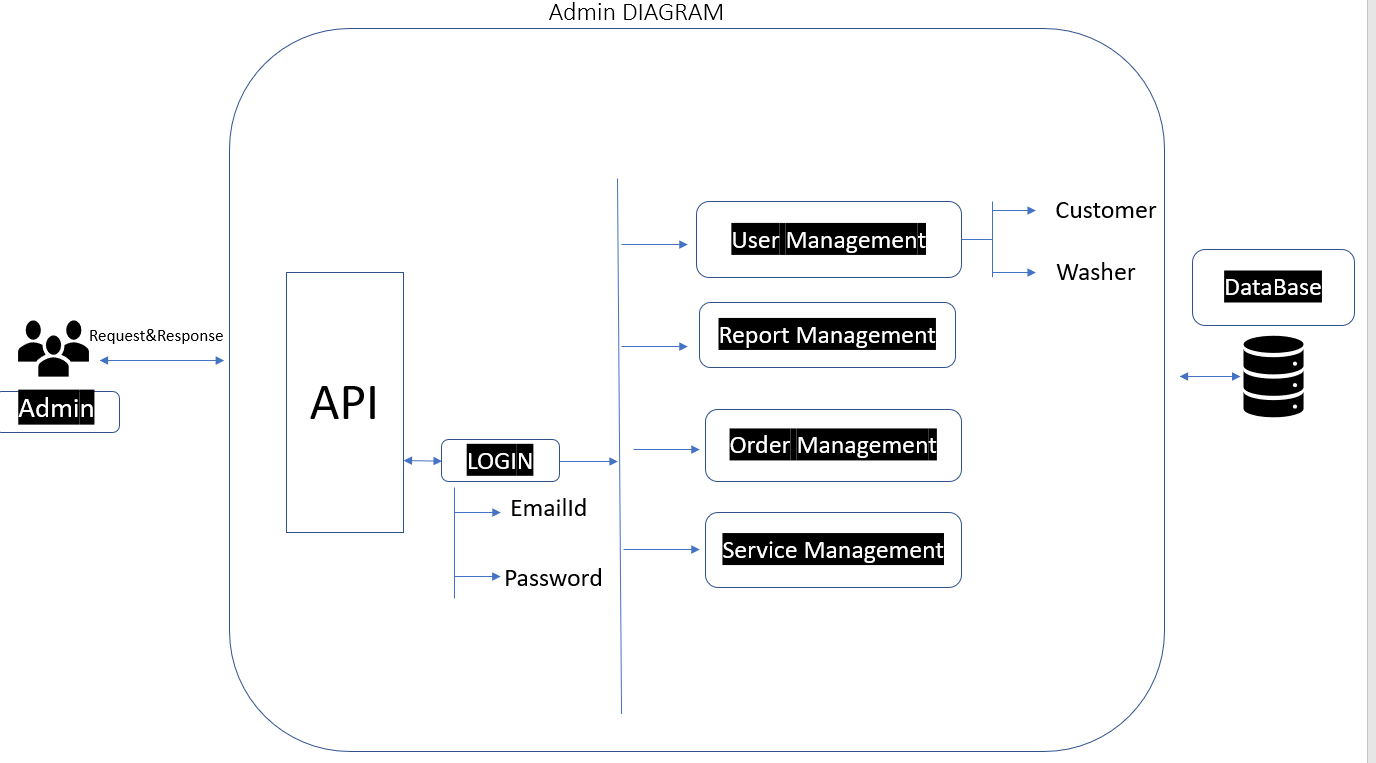 Admin DIAGRAM
Request&Response
Admin
API
LOGIN
EmailId
Password
User Management
Customer
Washer
Report Management
Order Management
Service Management
DataBase